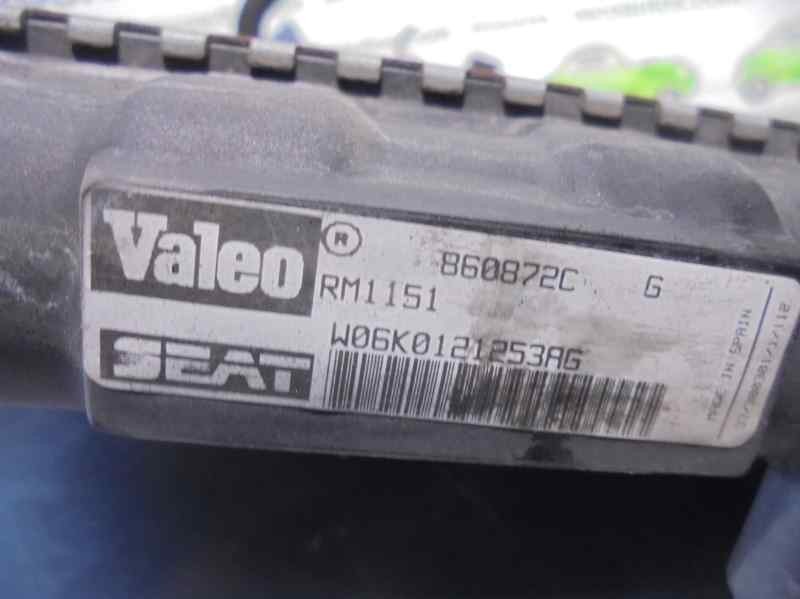 Valeo® 860872C G
RM1151
SEAT W06K0121253AG
MADE IN SPAIN